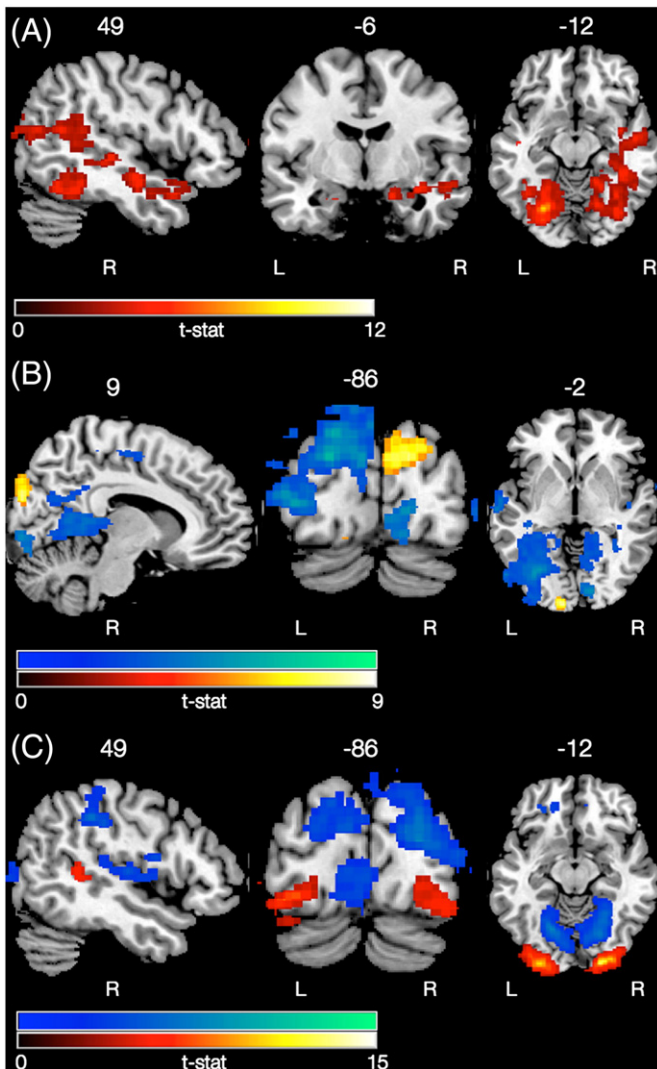 (A) 49 -6 -12
R L R L R
0 t-stat 12
(B) 9 -86 -2
R L R L R
0 t-stat 9
(C) 49 -86 -12
R L R L R
0 t-stat 15